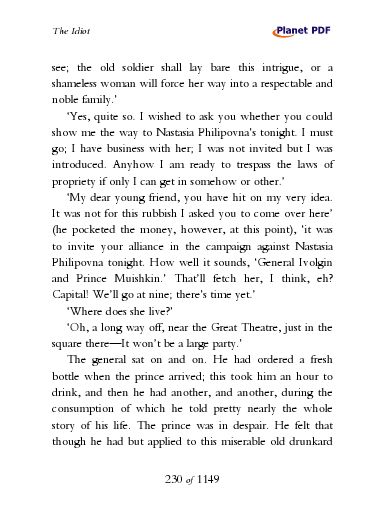 The Idiot
Planet PDF
see; the old soldier shall lay bare this intrigue, or a
shameless woman will force her way into a respectable and
noble family.'
'Yes, quite so. I wished to ask you whether you could
show me the way to Nastasia Philipovna's tonight. I must
go; I have business with her; I was not invited but I was
introduced. Anyhow I am ready to trespass the laws of
propriety if only I can get in somehow or other.'
'My dear young friend, you have hit on my very idea.
It was not for this rubbish I asked you to come over here'
(he pocketed the money, however, at this point), 'it was
to invite your alliance in the campaign against Nastasia
Philipovna tonight. How well it sounds, 'General Ivolgin
and Prince Muishkin.' That'll fetch her, I think, eh?
Capital! We'll go at nine; there's time yet.'
'Where does she live?'
'Oh, a long way off, near the Great Theatre, just in the
square there—It won't be a large party.'
The general sat on and on. He had ordered a fresh
bottle when the prince arrived; this took him an hour to
drink, and then he had another, and another, during the
consumption of which he told pretty nearly the whole
story of his life. The prince was in despair. He felt that
though he had but applied to this miserable old drunkard
230 of 1149